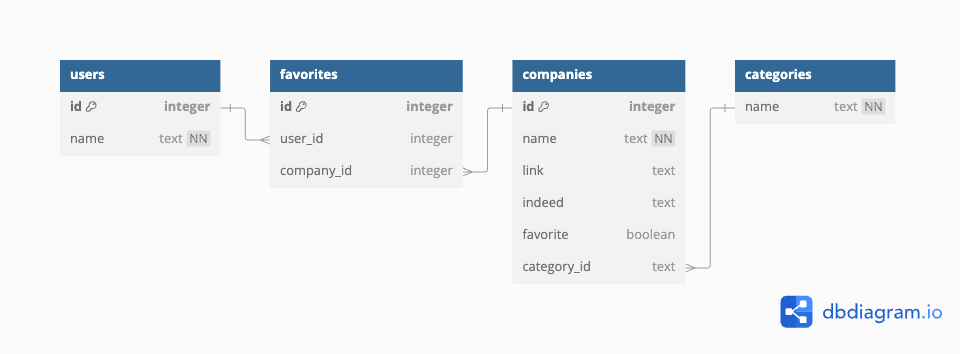 users
id integer
name text NN
favorites
id integer
user_id integer
company_id integer
companies
id integer
name text NN
link text
indeed text
favorite boolean
category_id text
categories
name text NN
dbdiagram.io